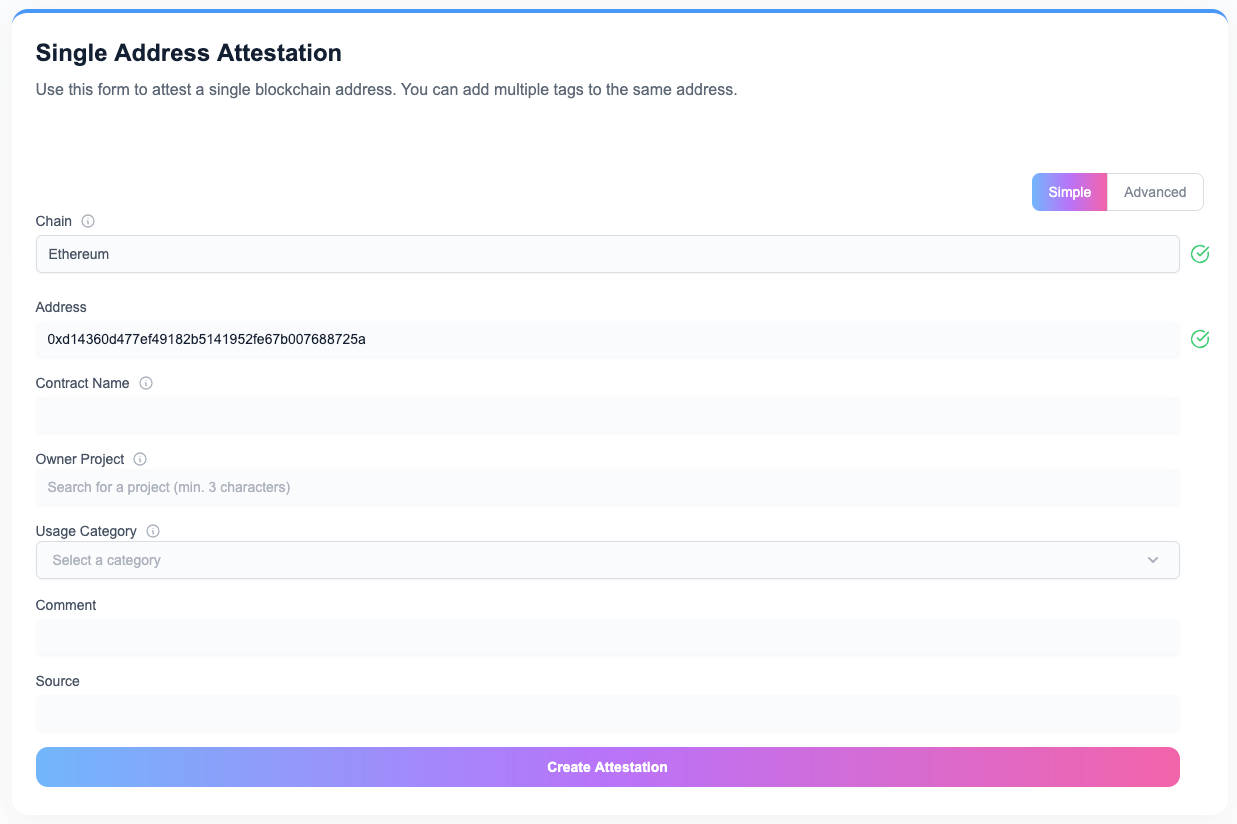 Single Address Attestation
Use this form to attest a single blockchain address. You can add multiple tags to the same address.
Simple
Advanced
Chain
Ethereum
Address
0xd14360d477ef49182b5141952fe67b007688725a
Contract Name
Owner Project
Search for a project (min. 3 characters)
Usage Category
Select a category
Comment
Source
Create Attestation